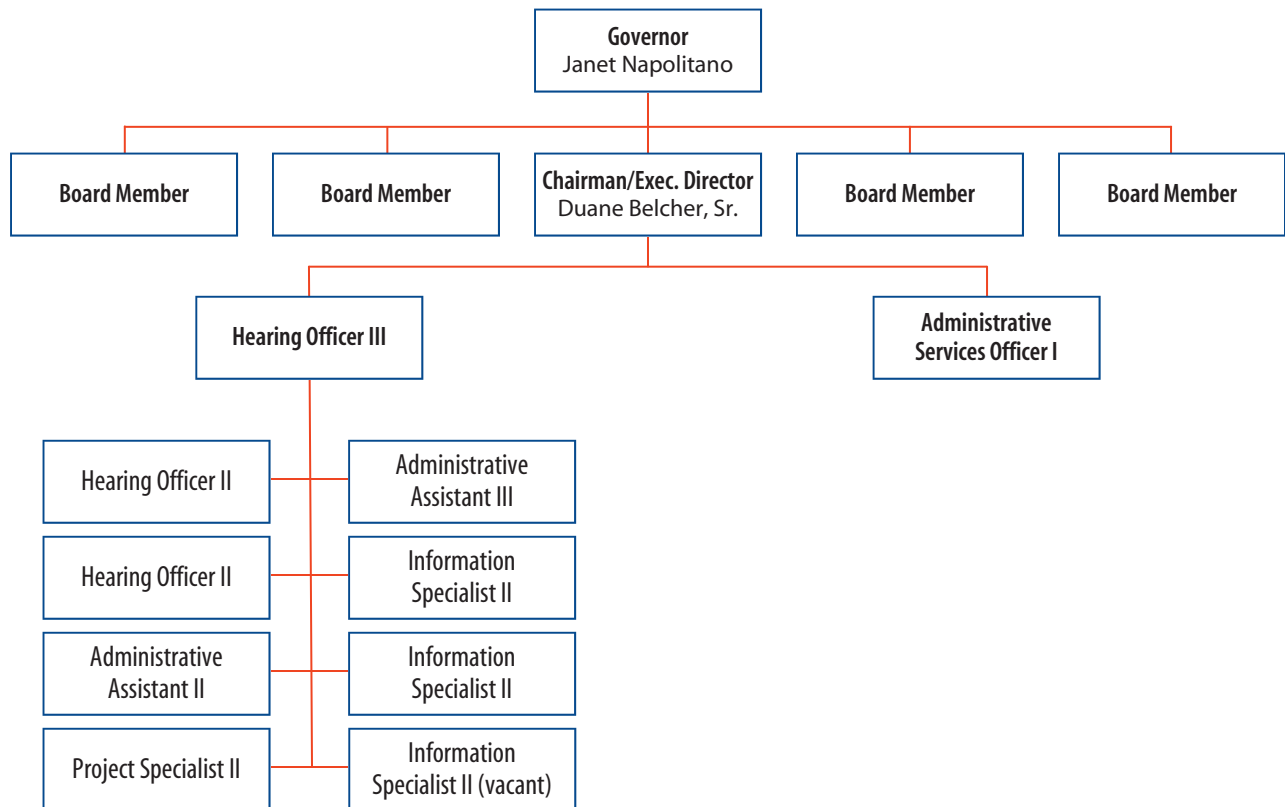 Governor
Janet Napolitano
Board Member
Board Member
Chairman/Exec. Director
Duane Belcher, Sr.
Board Member
Board Member
Hearing Officer III
Administrative
Services Officer I
Hearing Officer II
Administrative
Assistant III
Hearing Officer II
Information
Specialist II
Administrative
Assistant II
Information
Specialist II
Project Specialist II
Information
Specialist II (vacant)